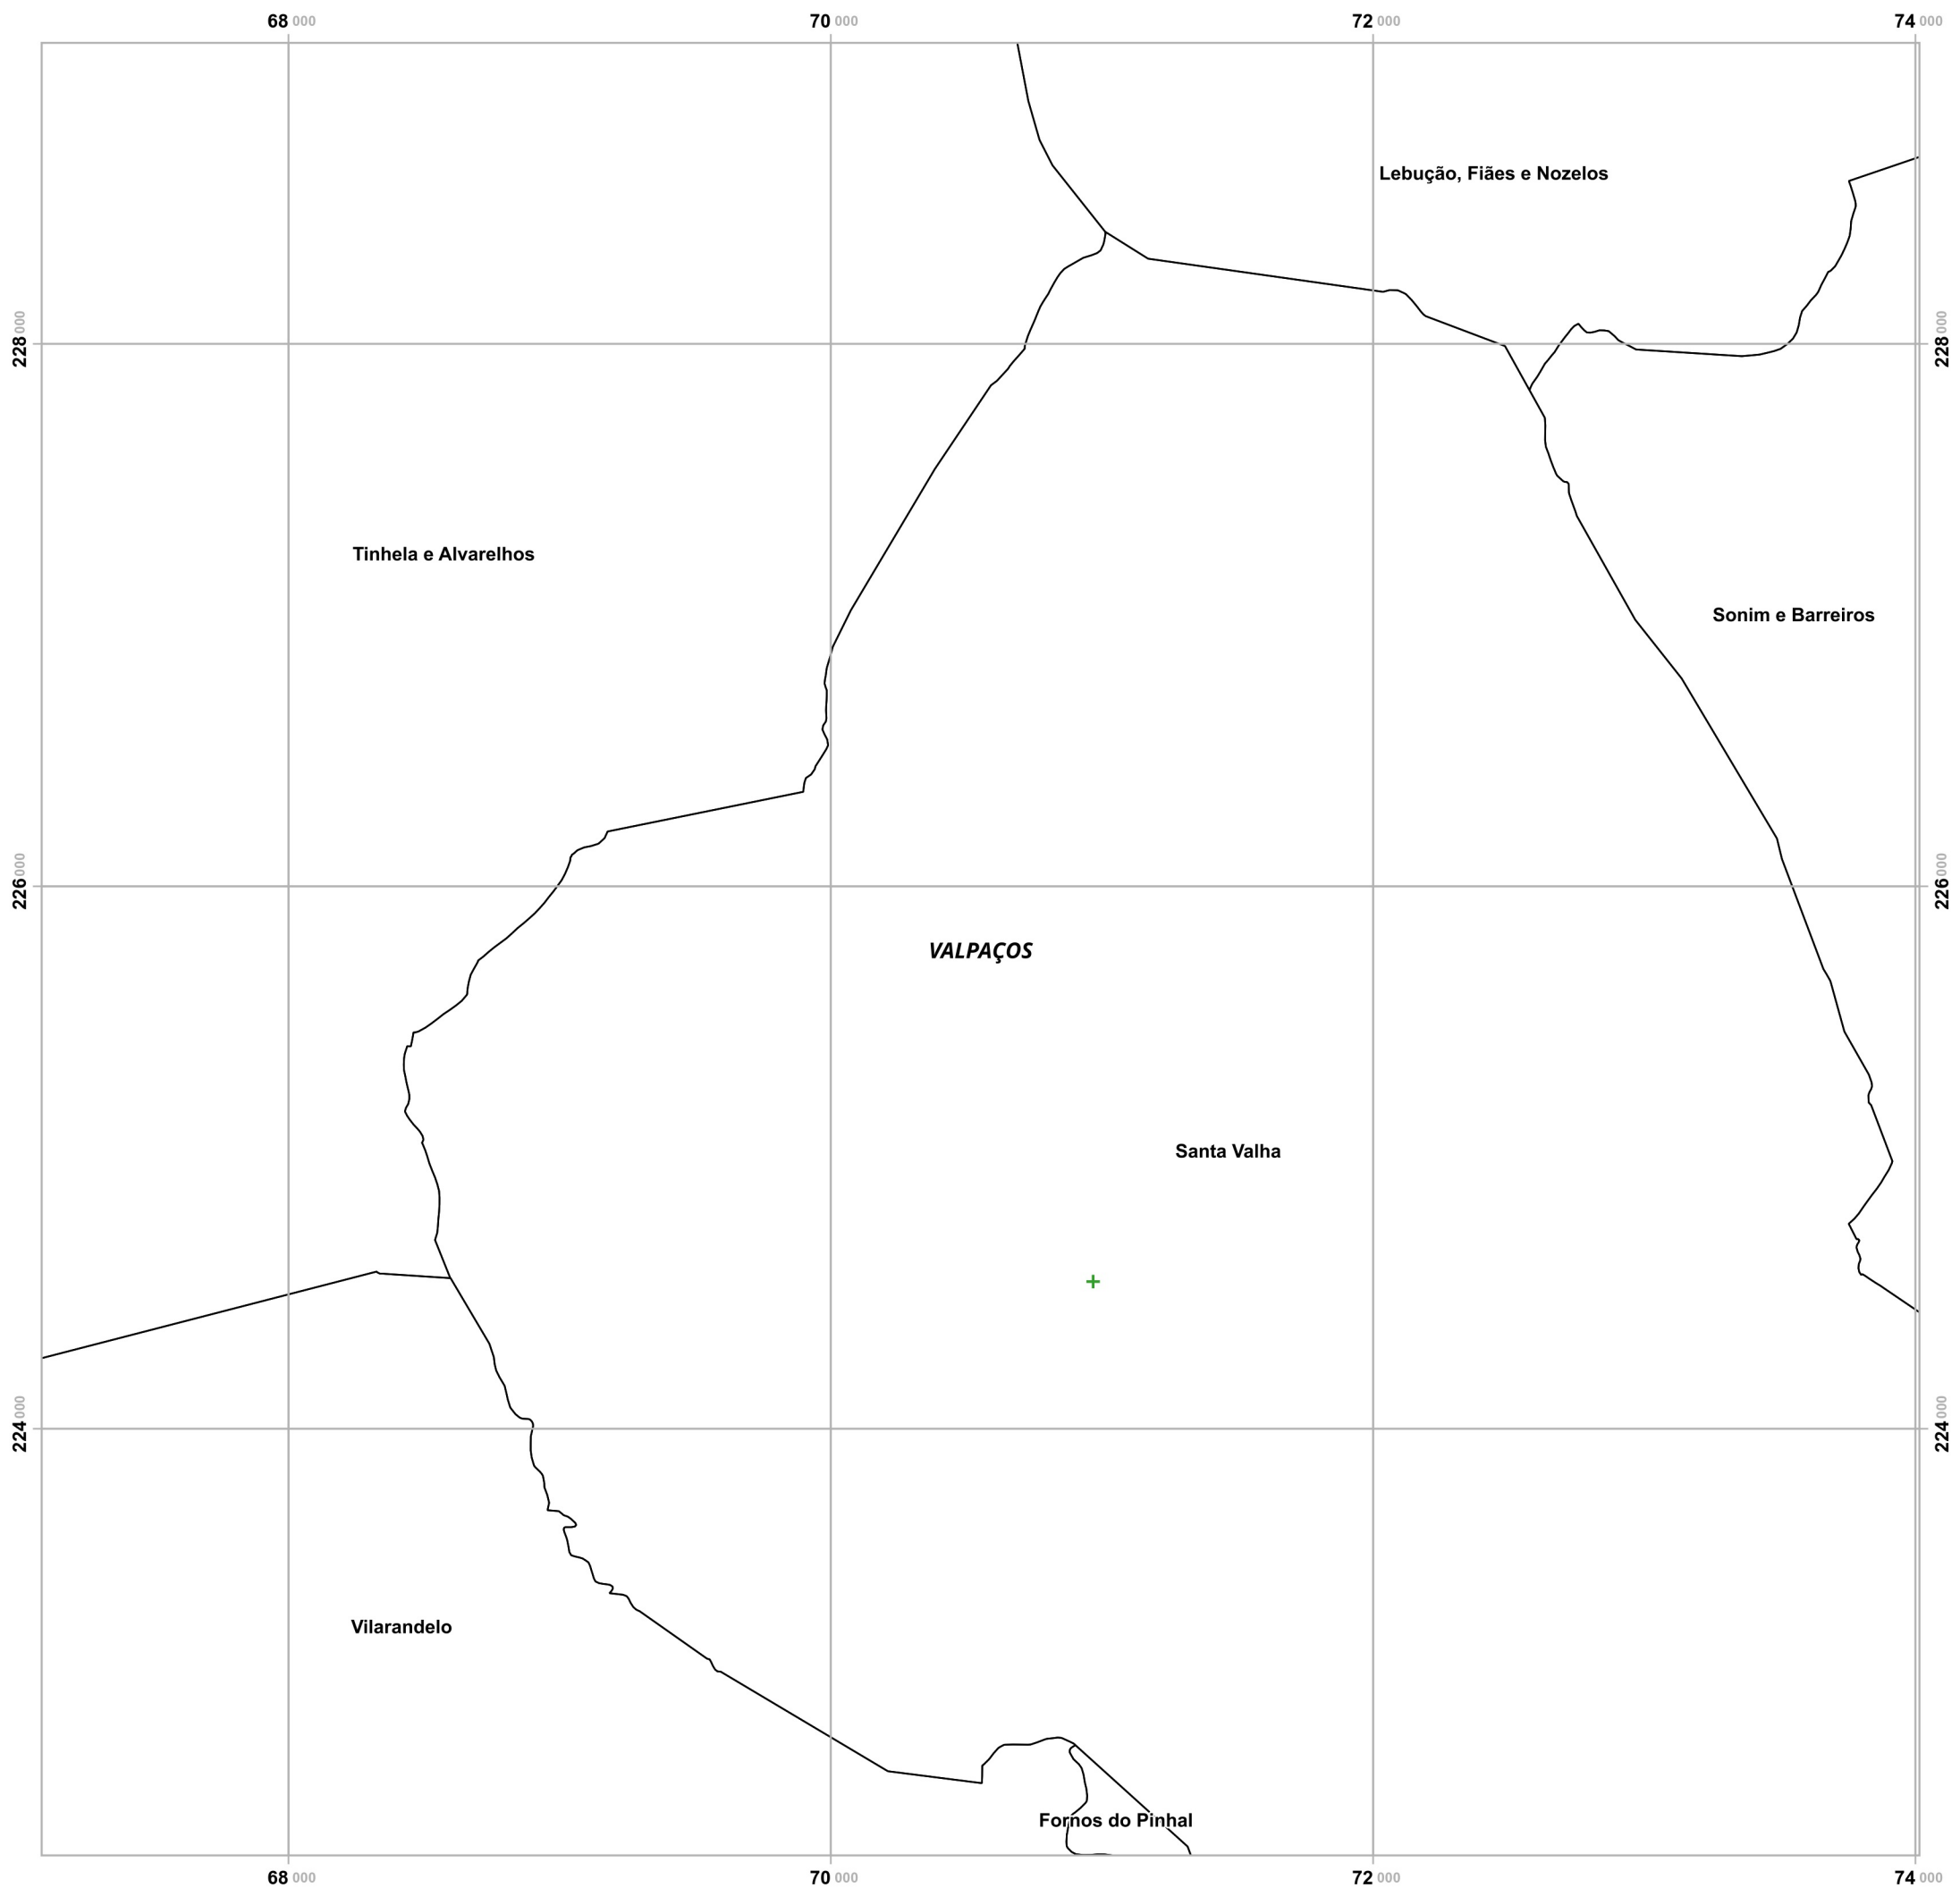 68 000 70 000 72 000 74 000
Lebução, Fiães e Nozelos
228 000 228 000
Tinhela e Alvarelhos
Sonim e Barreiros
226 000 226 000
VALPAÇOS
Santa Valha
224 000 224 000
Vilarandelo
Fornos do Pinhal
68 000 70 000 72 000 74 000